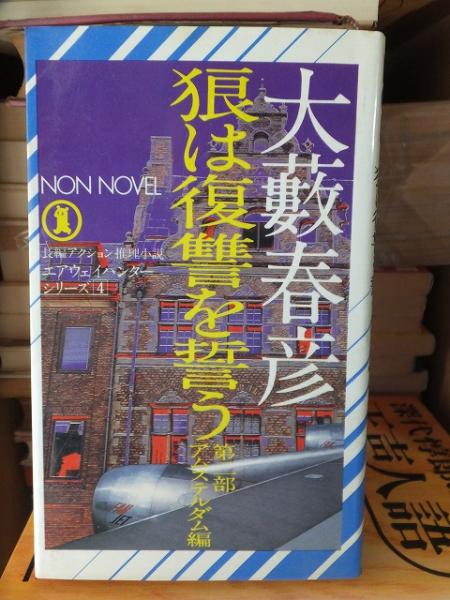 大藪春彦
狼は復讐を誓う
第一部
アムステルダム編
NON NOVEL
長編アクション推理小説
エアウェイハンター
シリーズ 4